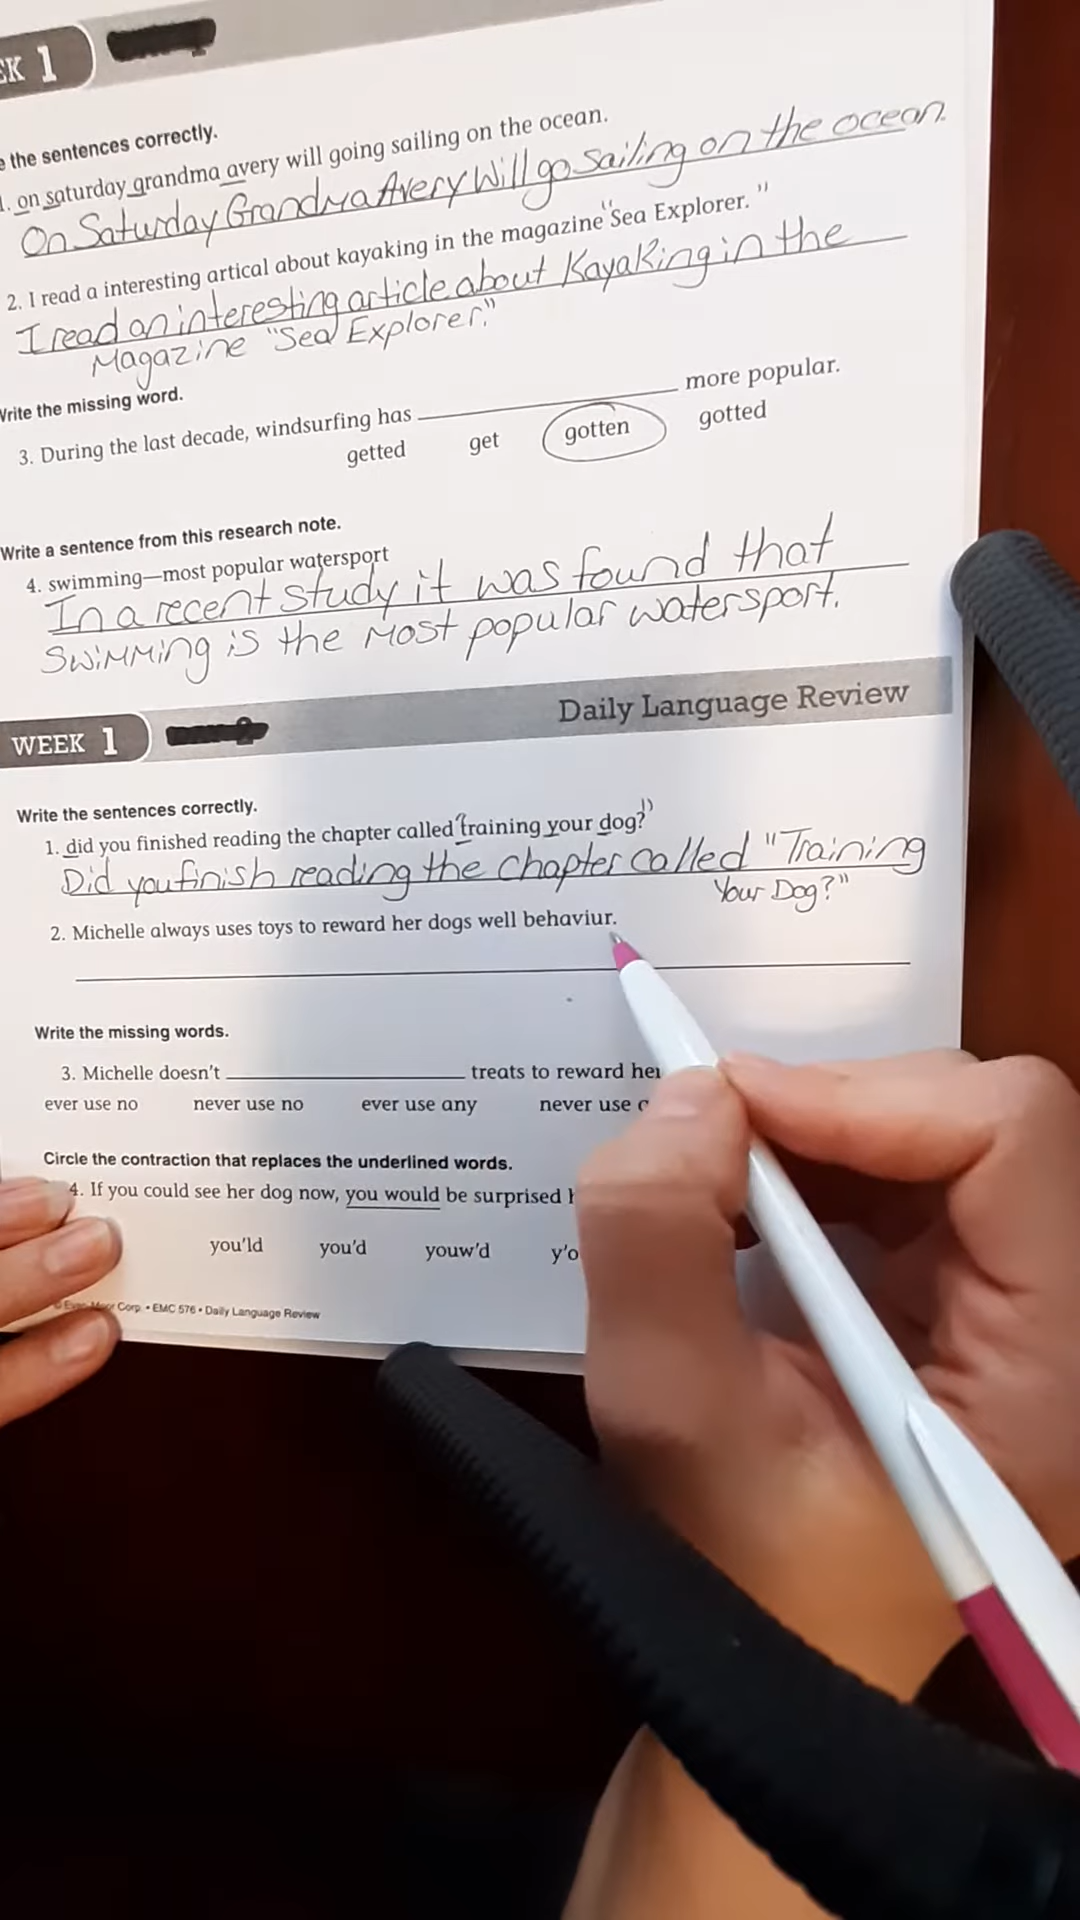 WEEK 1
the sentences correctly.
1. on saturday grandma avery will going sailing on the ocean.
On Saturday Grandma Avery Will go sailing on the ocean.
2. I read a interesting artical about kayaking in the magazine "Sea Explorer."
I read an interesting article about Kayaking in the
Magazine "Sea Explorer."
Write the missing word.
3. During the last decade, windsurfing has ____ more popular.
getted get gotten gotted
Write a sentence from this research note.
4. swimming—most popular watersport
In a recent study it was found that
swimming is the most popular watersport.
WEEK 1
Daily Language Review
Write the sentences correctly.
1. did you finished reading the chapter called "training your dog?"
Did you finish reading the chapter called "Training
Your Dog?"
2. Michelle always uses toys to reward her dogs well behaviur.
Write the missing words.
3. Michelle doesn't ____ treats to reward her
ever use no never use no ever use any never use
Circle the contraction that replaces the underlined words.
4. If you could see her dog now, you would be surprised
you'ld you'd youw'd y'o
© Evan-Moor Corp. • EMC 576 • Daily Language Review